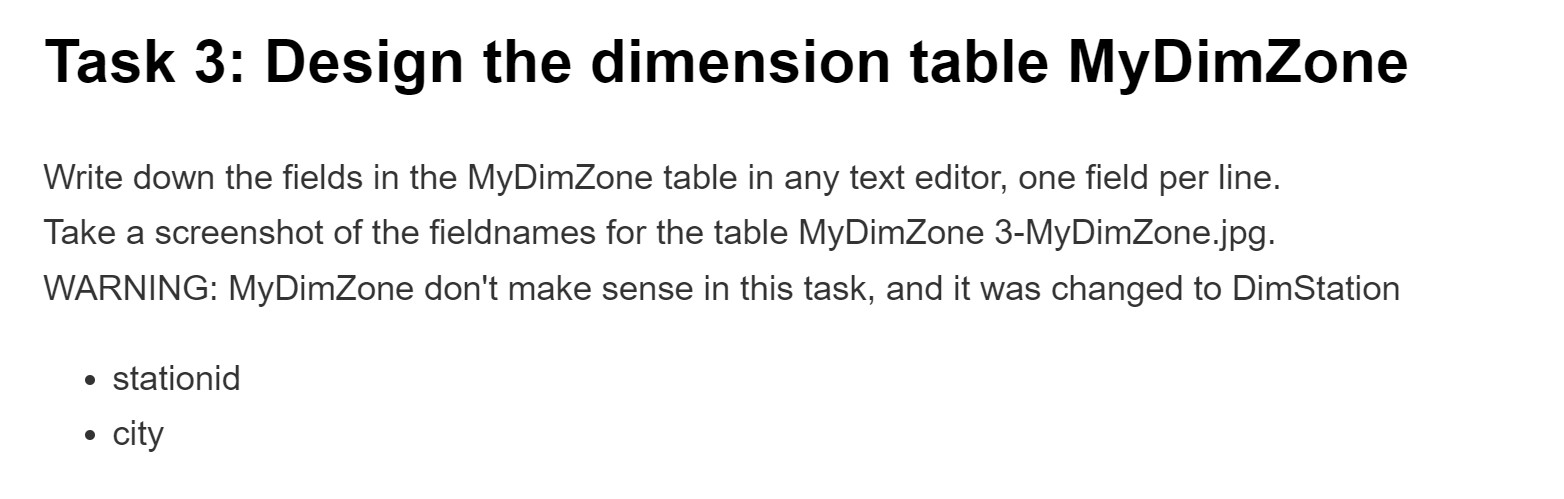 Task 3: Design the dimension table MyDimZone
Write down the fields in the MyDimZone table in any text editor, one field per line.
Take a screenshot of the fieldnames for the table MyDimZone 3-MyDimZone.jpg.
WARNING: MyDimZone don't make sense in this task, and it was changed to DimStation
• stationid
• city